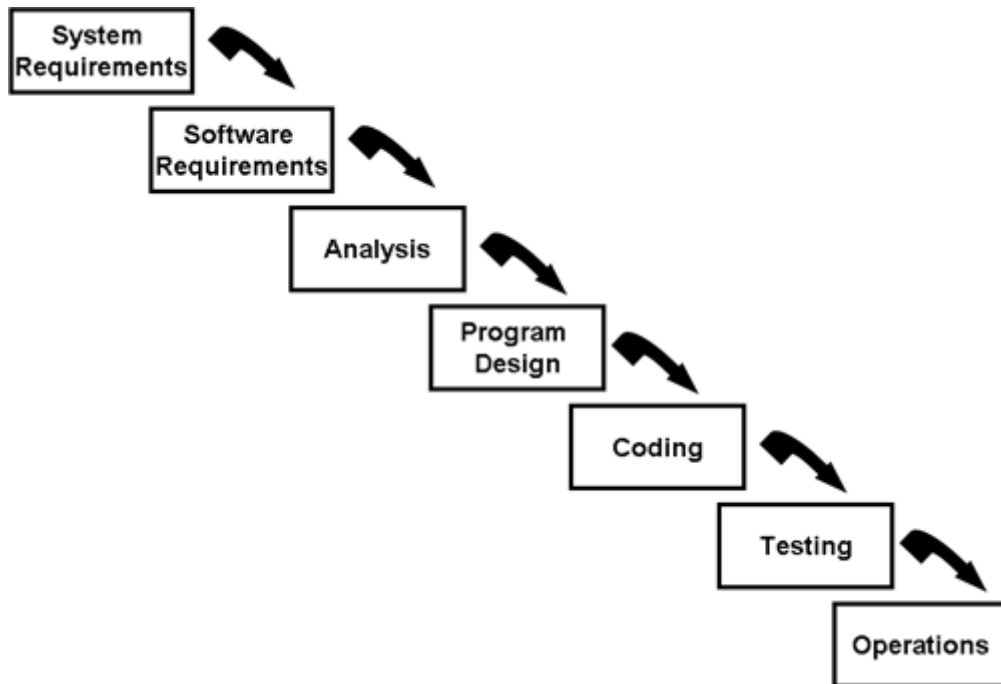 System
Requirements
Software
Requirements
Analysis
Program
Design
Coding
Testing
Operations